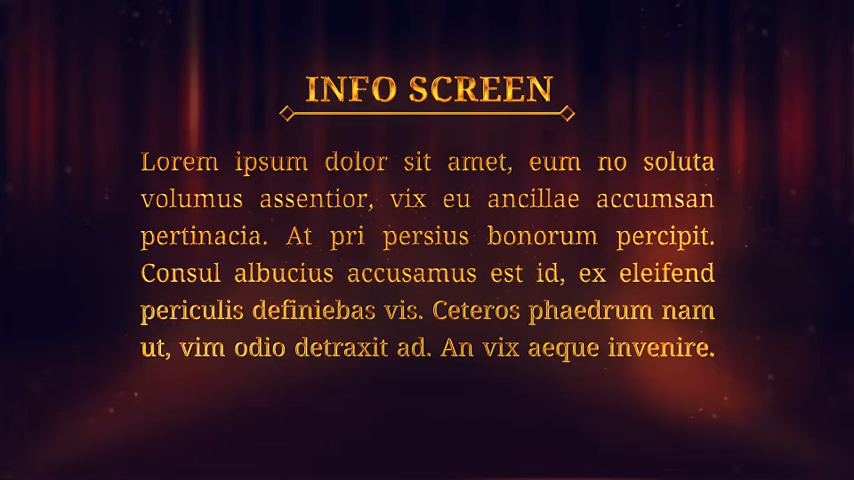 INFO SCREEN
Lorem ipsum dolor sit amet, eum no soluta
volumus assentior, vix eu ancillae accumsan
pertinacia. At pri persius bonorum percipit.
Consul albucius accusamus est id, ex eleifend
periculis definiebas vis. Ceteros phaedrum nam
ut, vim odio detraxit ad. An vix aeque invenire.